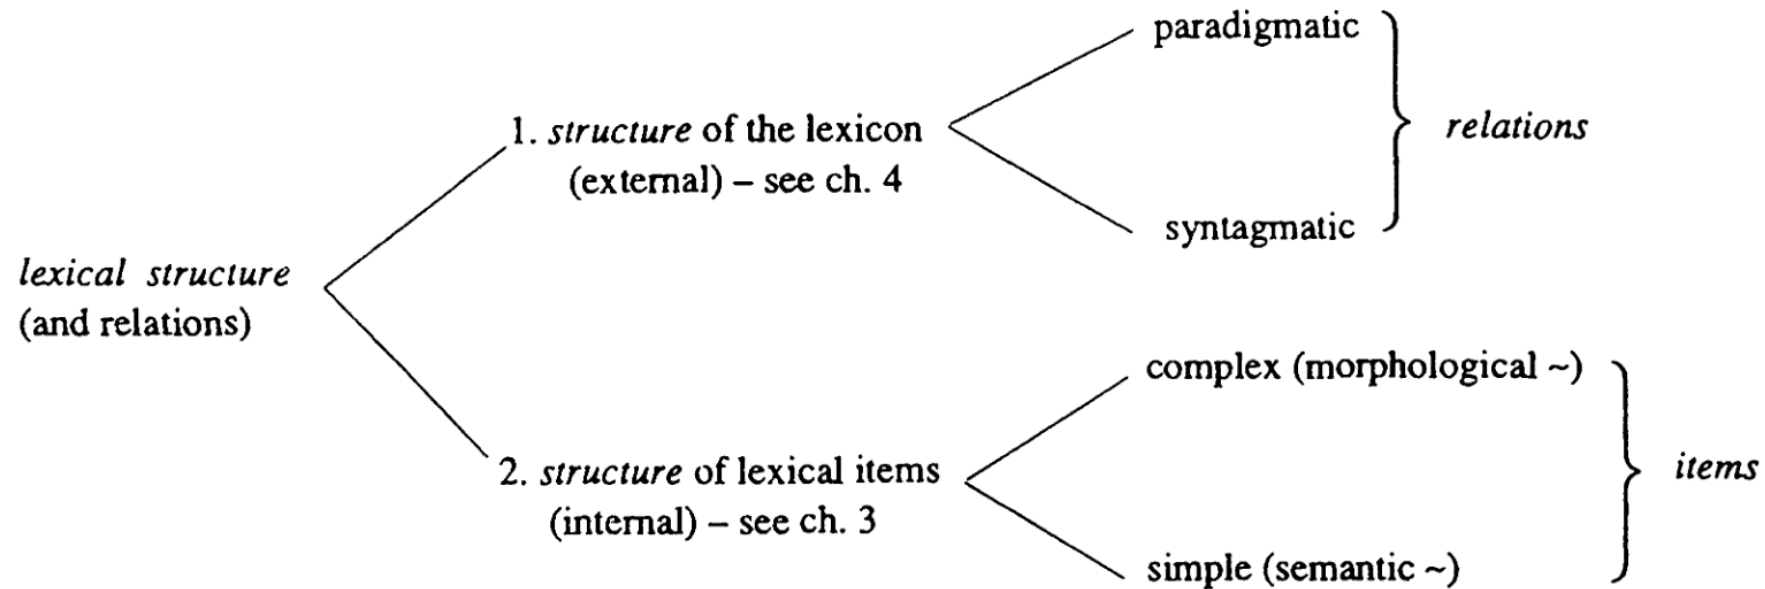 paradigmatic
1. structure of the lexicon
relations
(external) – see ch. 4
syntagmatic
lexical structure
(and relations)
complex (morphological ~)
2. structure of lexical items
items
(internal) – see ch. 3
simple (semantic ~)